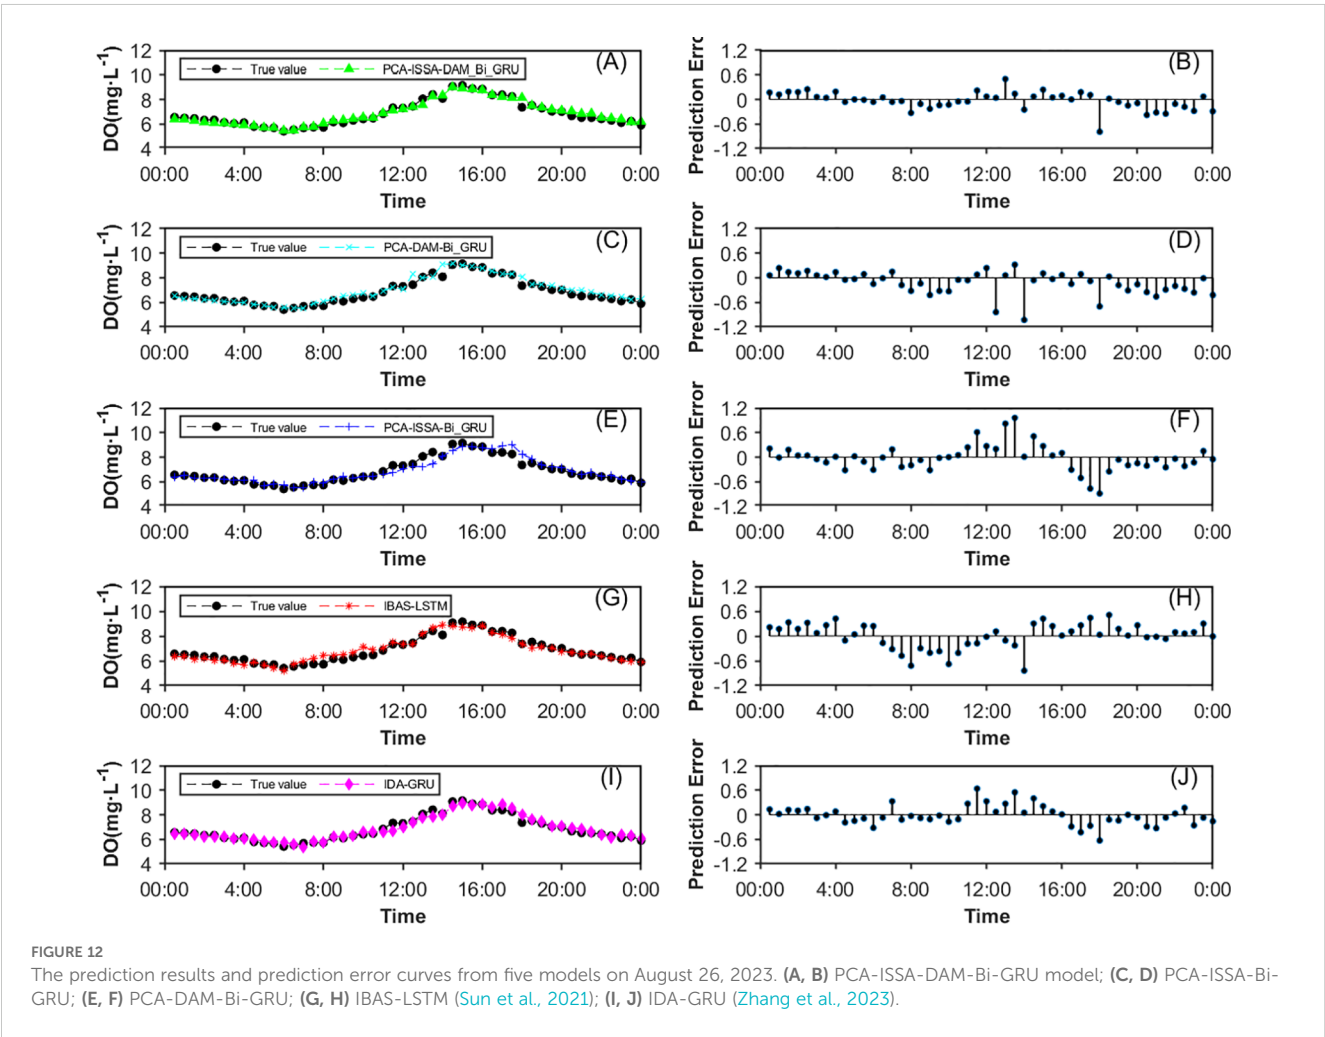 DO(mg·L⁻¹)
12
10
8
6
4
True value
PCA-ISSA-DAM_Bi_GRU
(A)
00:00 4:00 8:00 12:00 16:00 20:00 0:00
Time
Prediction Erro
1.2
0.6
0
-0.6
-1.2
(B)
00:00 4:00 8:00 12:00 16:00 20:00 0:00
Time
DO(mg·L⁻¹)
12
10
8
6
4
True value
PCA-DAM-Bi_GRU
(C)
00:00 4:00 8:00 12:00 16:00 20:00 0:00
Time
Prediction Error
1.2
0.6
0
-0.6
-1.2
(D)
00:00 4:00 8:00 12:00 16:00 20:00 0:00
Time
DO(mg·L⁻¹)
12
10
8
6
4
True value
PCA-ISSA-Bi_GRU
(E)
00:00 4:00 8:00 12:00 16:00 20:00 0:00
Time
Prediction Error
1.2
0.6
0
-0.6
-1.2
(F)
00:00 4:00 8:00 12:00 16:00 20:00 0:00
Time
DO(mg·L⁻¹)
12
10
8
6
4
True value
IBAS-LSTM
(G)
00:00 4:00 8:00 12:00 16:00 20:00 0:00
Time
Prediction Error
1.2
0.6
0
-0.6
-1.2
(H)
00:00 4:00 8:00 12:00 16:00 20:00 0:00
Time
DO(mg·L⁻¹)
12
10
8
6
4
True value
IDA-GRU
(I)
00:00 4:00 8:00 12:00 16:00 20:00 0:00
Time
Prediction Error
1.2
0.6
0
-0.6
-1.2
(J)
00:00 4:00 8:00 12:00 16:00 20:00 0:00
Time
FIGURE 12
The prediction results and prediction error curves from five models on August 26, 2023. (A, B) PCA-ISSA-DAM-Bi-GRU model; (C, D) PCA-ISSA-Bi-
GRU; (E, F) PCA-DAM-Bi-GRU; (G, H) IBAS-LSTM (Sun et al., 2021); (I, J) IDA-GRU (Zhang et al., 2023).